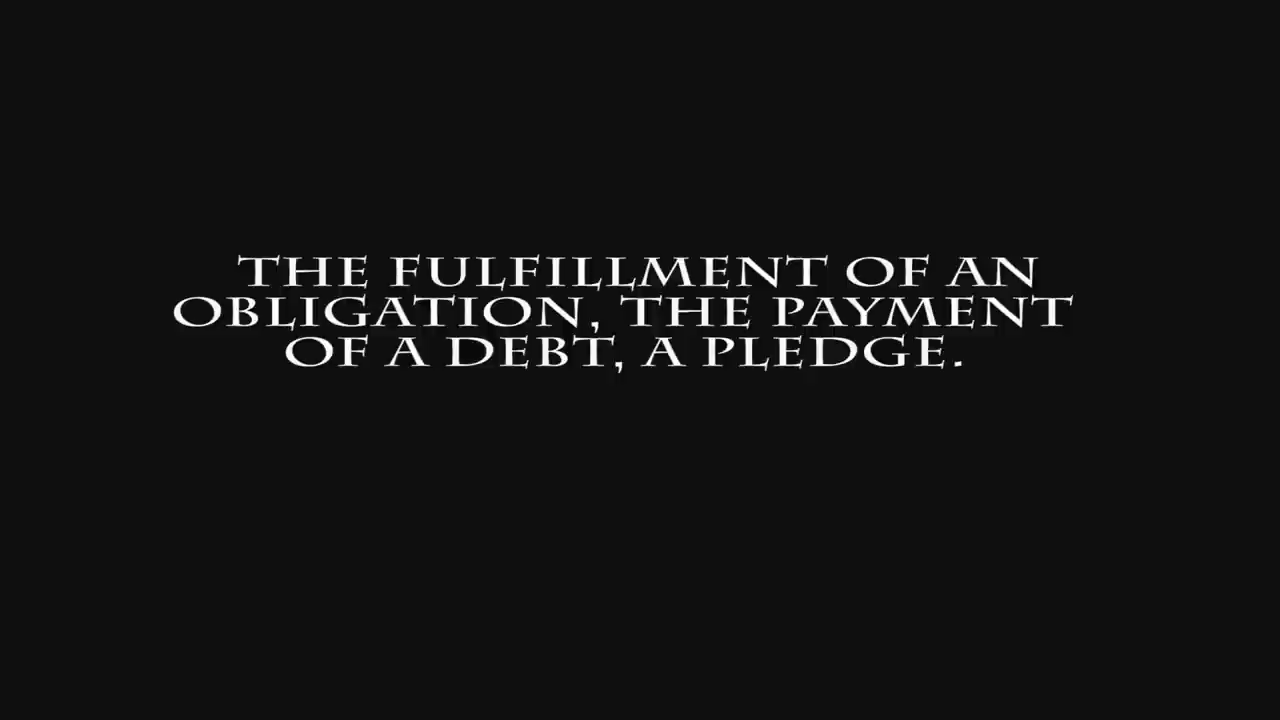 THE FULFILLMENT OF AN
OBLIGATION, THE PAYMENT
OF A DEBT, A PLEDGE.